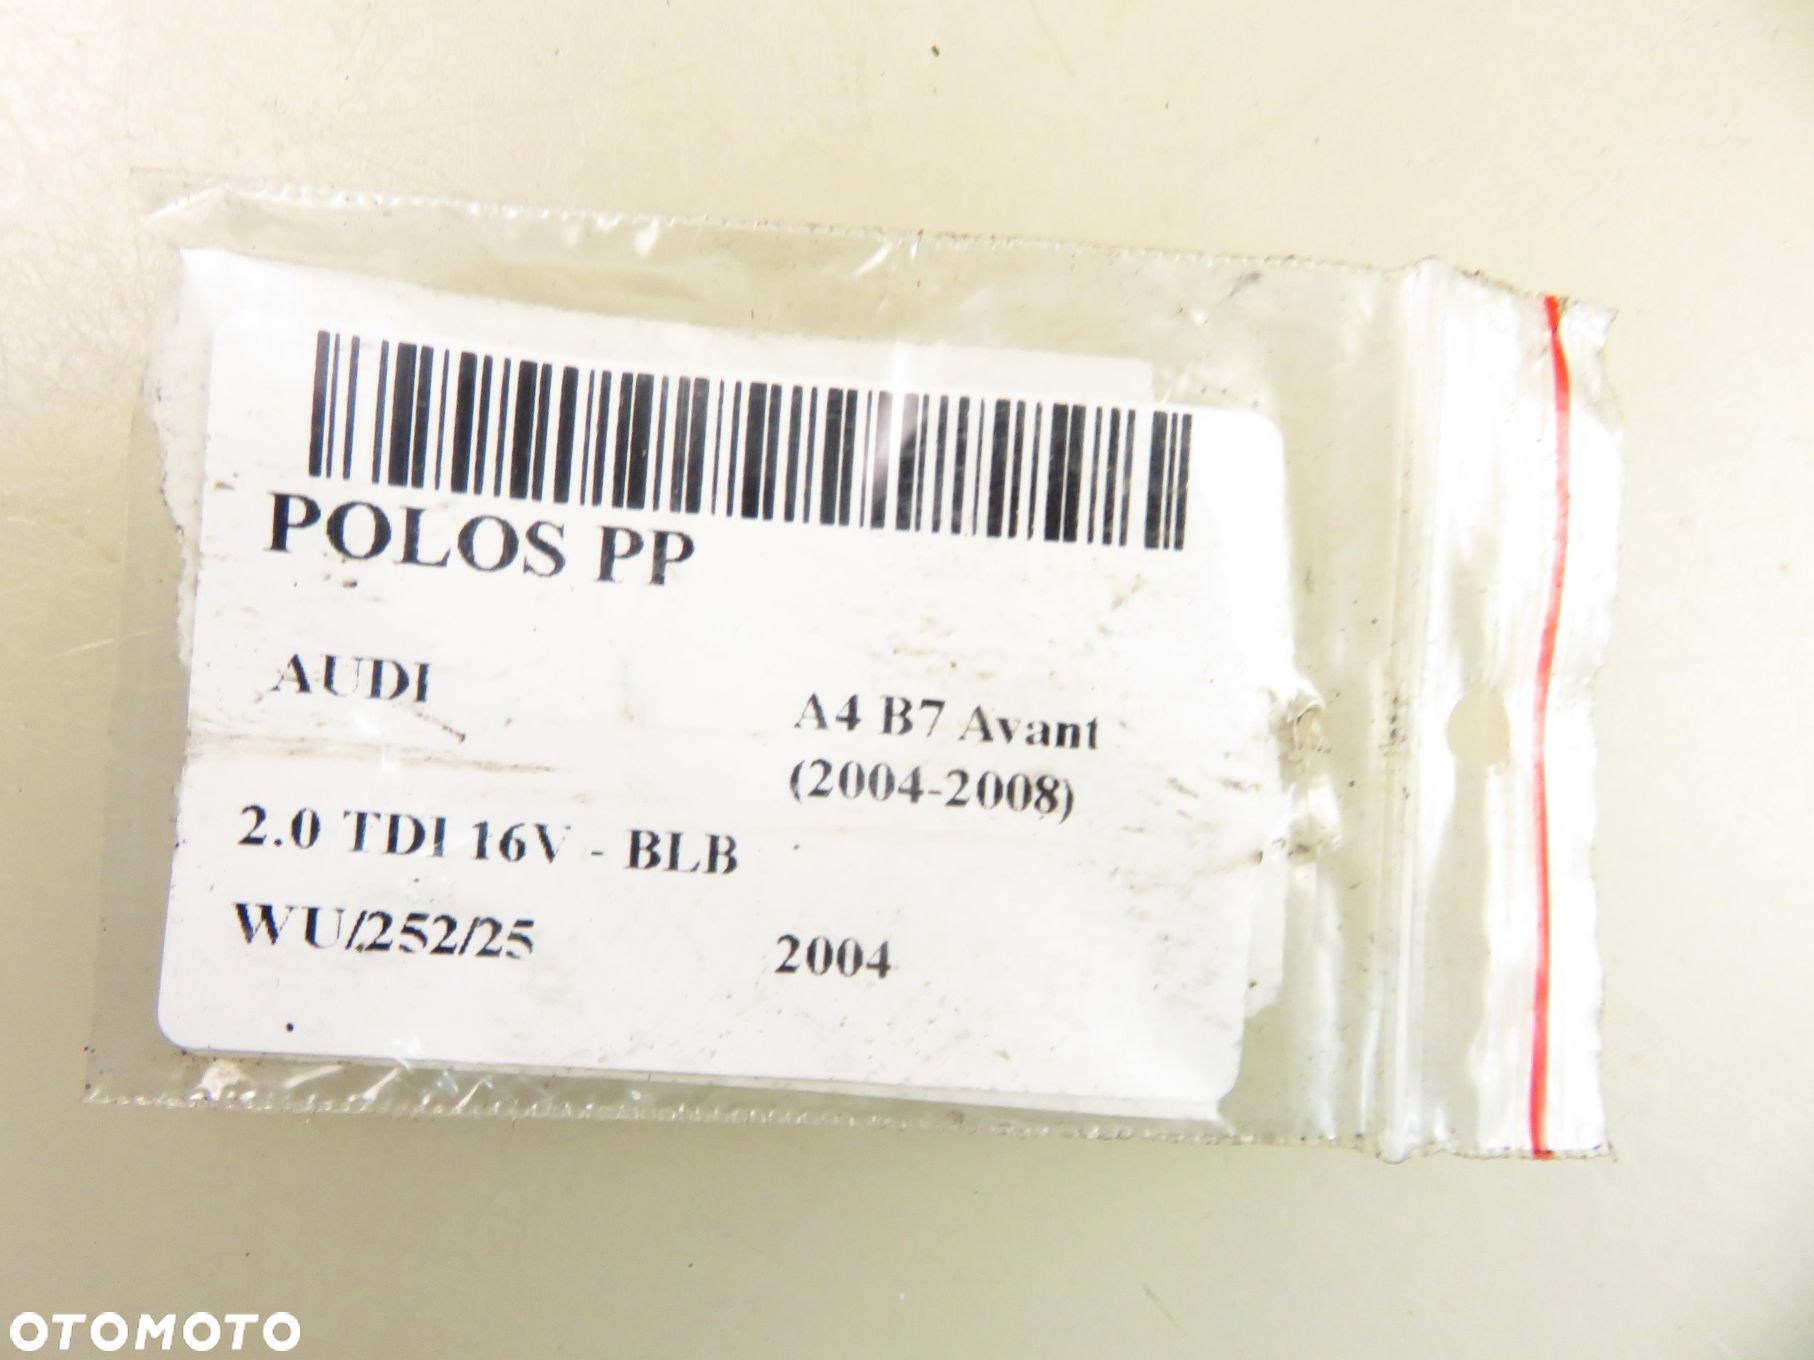 POLOS PP
AUDI
A4 B7 Avant
(2004-2008)
2.0 TDI 16V - BLB
WU/252/25
2004
OTOMOTO